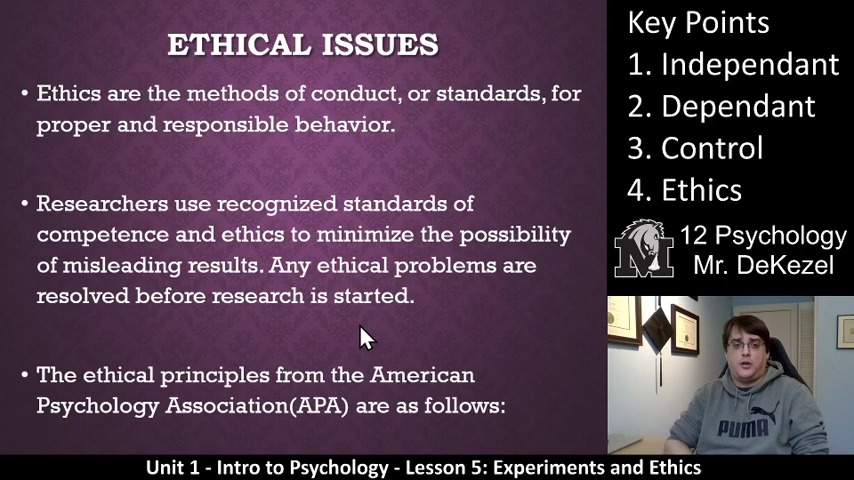 ETHICAL ISSUES
• Ethics are the methods of conduct, or standards, for
proper and responsible behavior.
• Researchers use recognized standards of
competence and ethics to minimize the possibility
of misleading results. Any ethical problems are
resolved before research is started.
• The ethical principles from the American
Psychology Association(APA) are as follows:
Key Points
1. Independant
2. Dependant
3. Control
4. Ethics
M
12 Psychology
Mr. DeKezel
PUMA
Unit 1 - Intro to Psychology - Lesson 5: Experiments and Ethics